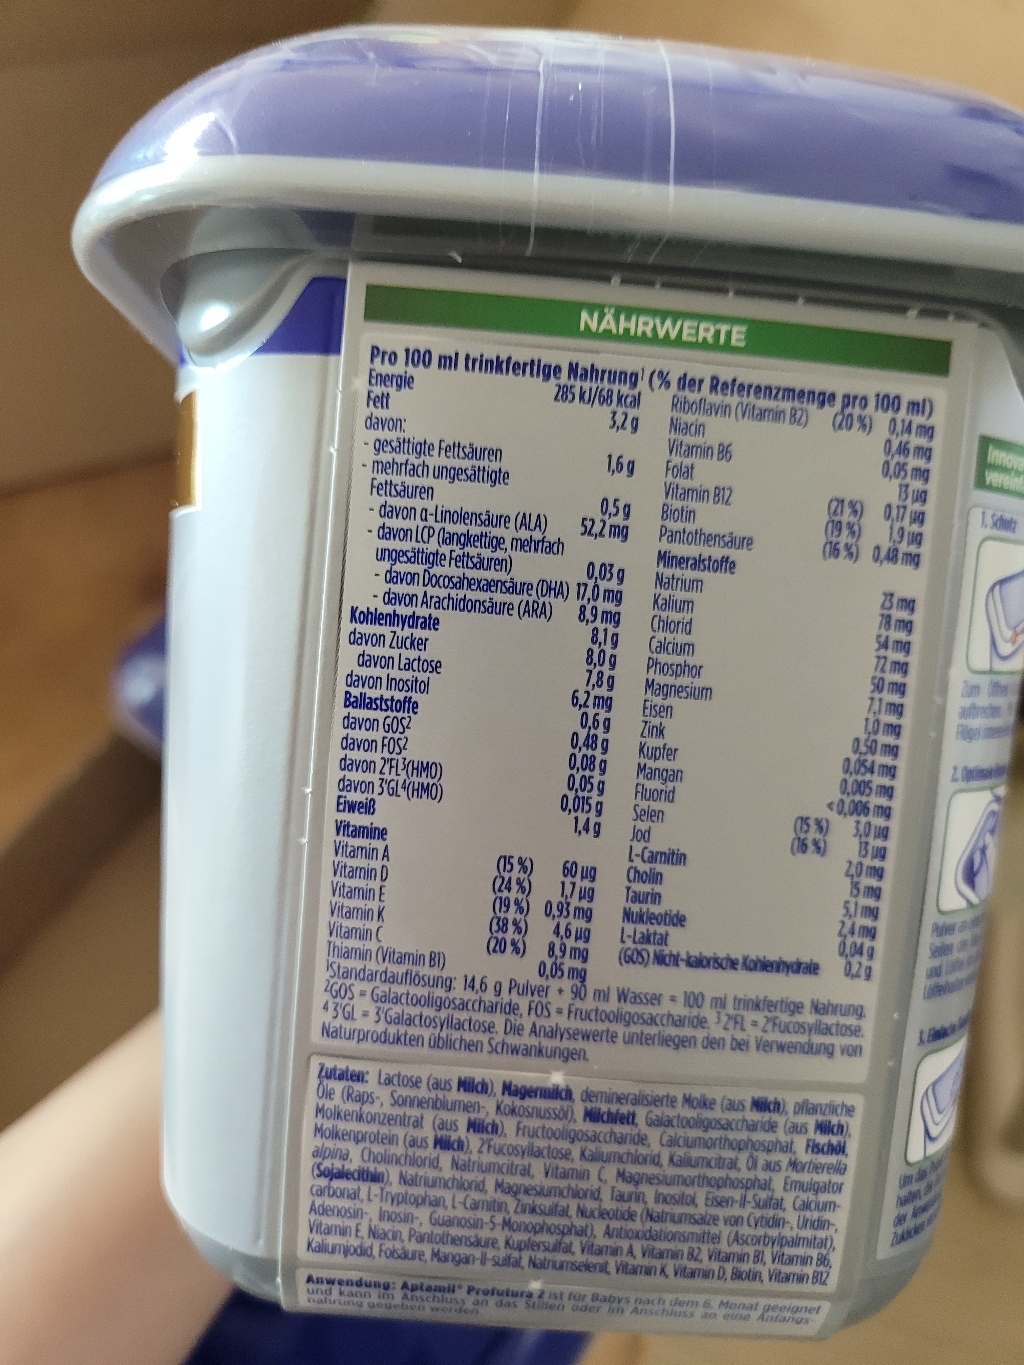 NÄHRWERTE
Pro 100 ml trinkfertige Nahrung¹ (% der Referenzmenge pro 100 ml)
Energie 285 kJ/68 kcal
Fett 3,2 g
davon:
- gesättigte Fettsäuren 1,6 g
- mehrfach ungesättigte
Fettsäuren 0,5 g
- davon α-Linolensäure (ALA) 52,2 mg
- davon LCP (langkettige, mehrfach
ungesättigte Fettsäuren) 0,03 g
- davon Docosahexaensäure (DHA) 17,0 mg
- davon Arachidonsäure (ARA) 8,9 mg
Kohlenhydrate 8,1 g
davon Zucker 8,0 g
davon Lactose 7,8 g
davon Inositol 6,2 mg
Ballaststoffe 0,6 g
davon GOS² 0,48 g
davon FOS² 0,08 g
davon 2'FL³(HMO) 0,05 g
davon 3'GL⁴(HMO) 0,015 g
Eiweiß 1,4 g
Vitamine
Vitamin A (15 %) 60 µg
Vitamin D (24 %) 1,7 µg
Vitamin E (19 %) 0,93 mg
Vitamin K (38 %) 4,6 µg
Vitamin C (20 %) 8,9 mg
Thiamin (Vitamin B1) 0,05 mg
Riboflavin (Vitamin B2) (20 %) 0,14 mg
Niacin 0,46 mg
Vitamin B6 0,05 mg
Folat 13 µg
Vitamin B12 (21 %) 0,17 µg
Biotin (19 %) 1,9 µg
Pantothensäure (16 %) 0,48 mg
Mineralstoffe
Natrium 23 mg
Kalium 78 mg
Chlorid 54 mg
Calcium 72 mg
Phosphor 50 mg
Magnesium 7,1 mg
Eisen 1,0 mg
Zink 0,50 mg
Kupfer 0,054 mg
Mangan 0,005 mg
Fluorid <0,006 mg
Selen (15 %) 3,0 µg
Jod (16 %) 13 µg
L-Carnitin 2,0 mg
Cholin 15 mg
Taurin 5,1 mg
Nukleotide 2,4 mg
L-Laktat 0,04 g
(GOS) Nicht-kalorische Kohlenhydrate 0,2 g
¹Standardauflösung: 14,6 g Pulver + 90 ml Wasser = 100 ml trinkfertige Nahrung.
²GOS = Galactooligosaccharide, FOS = Fructooligosaccharide. ³ 2'FL = 2'Fucosyllactose.
⁴ 3'GL = 3'Galactosyllactose. Die Analysewerte unterliegen den bei Verwendung von
Naturprodukten üblichen Schwankungen.
Zutaten: Lactose (aus Milch), Magermilch, demineralisierte Molke (aus Milch), pflanzliche
Öle (Raps-, Sonnenblumen-, Kokosnussöl), Milchfett, Galactooligosaccharide (aus Milch),
Molkenkonzentrat (aus Milch), Fructooligosaccharide, Calciumorthophosphat, Fischöl,
Molkenprotein (aus Milch), 2'Fucosyllactose, Kaliumchlorid, Kaliumcitrat, Öl aus Mortierella
alpina, Cholinchlorid, Natriumcitrat, Vitamin C, Magnesiumorthophosphat, Emulgator
(Sojalecithin), Natriumchlorid, Magnesiumchlorid, Taurin, Inositol, Eisen-II-Sulfat, Calcium-
carbonat, L-Tryptophan, L-Carnitin, Zinksulfat, Nucleotide (Natriumsalze von Cytidin-, Uridin-,
Adenosin-, Inosin-, Guanosin-5-Monophosphat), Antioxidationsmittel (Ascorbylpalmitat),
Vitamin E, Niacin, Pantothensäure, Kupfersulfat, Vitamin A, Vitamin B2, Vitamin B1, Vitamin B6,
Kaliumjodid, Folsäure, Mangan-II-sulfat, Natriumselenit, Vitamin K, Vitamin D, Biotin, Vitamin B12
Anwendung: Aptamil® Profutura 2 ist für Babys nach dem 6. Monat geeignet
und kann im Anschluss an das Stillen oder im Anschluss an eine Anfangs-
nahrung gegeben werden.
1. Schutz
Zum
2.
Pulver
und
3.
Um das